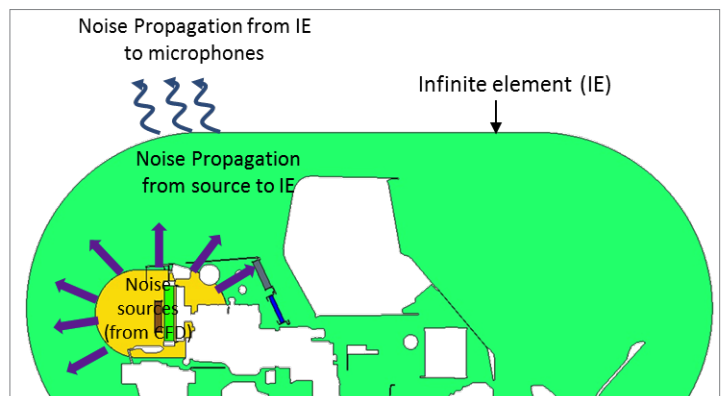 Noise Propagation from IE
to microphones
Infinite element (IE)
Noise Propagation
from source to IE
Noise
sources
(from CFD)